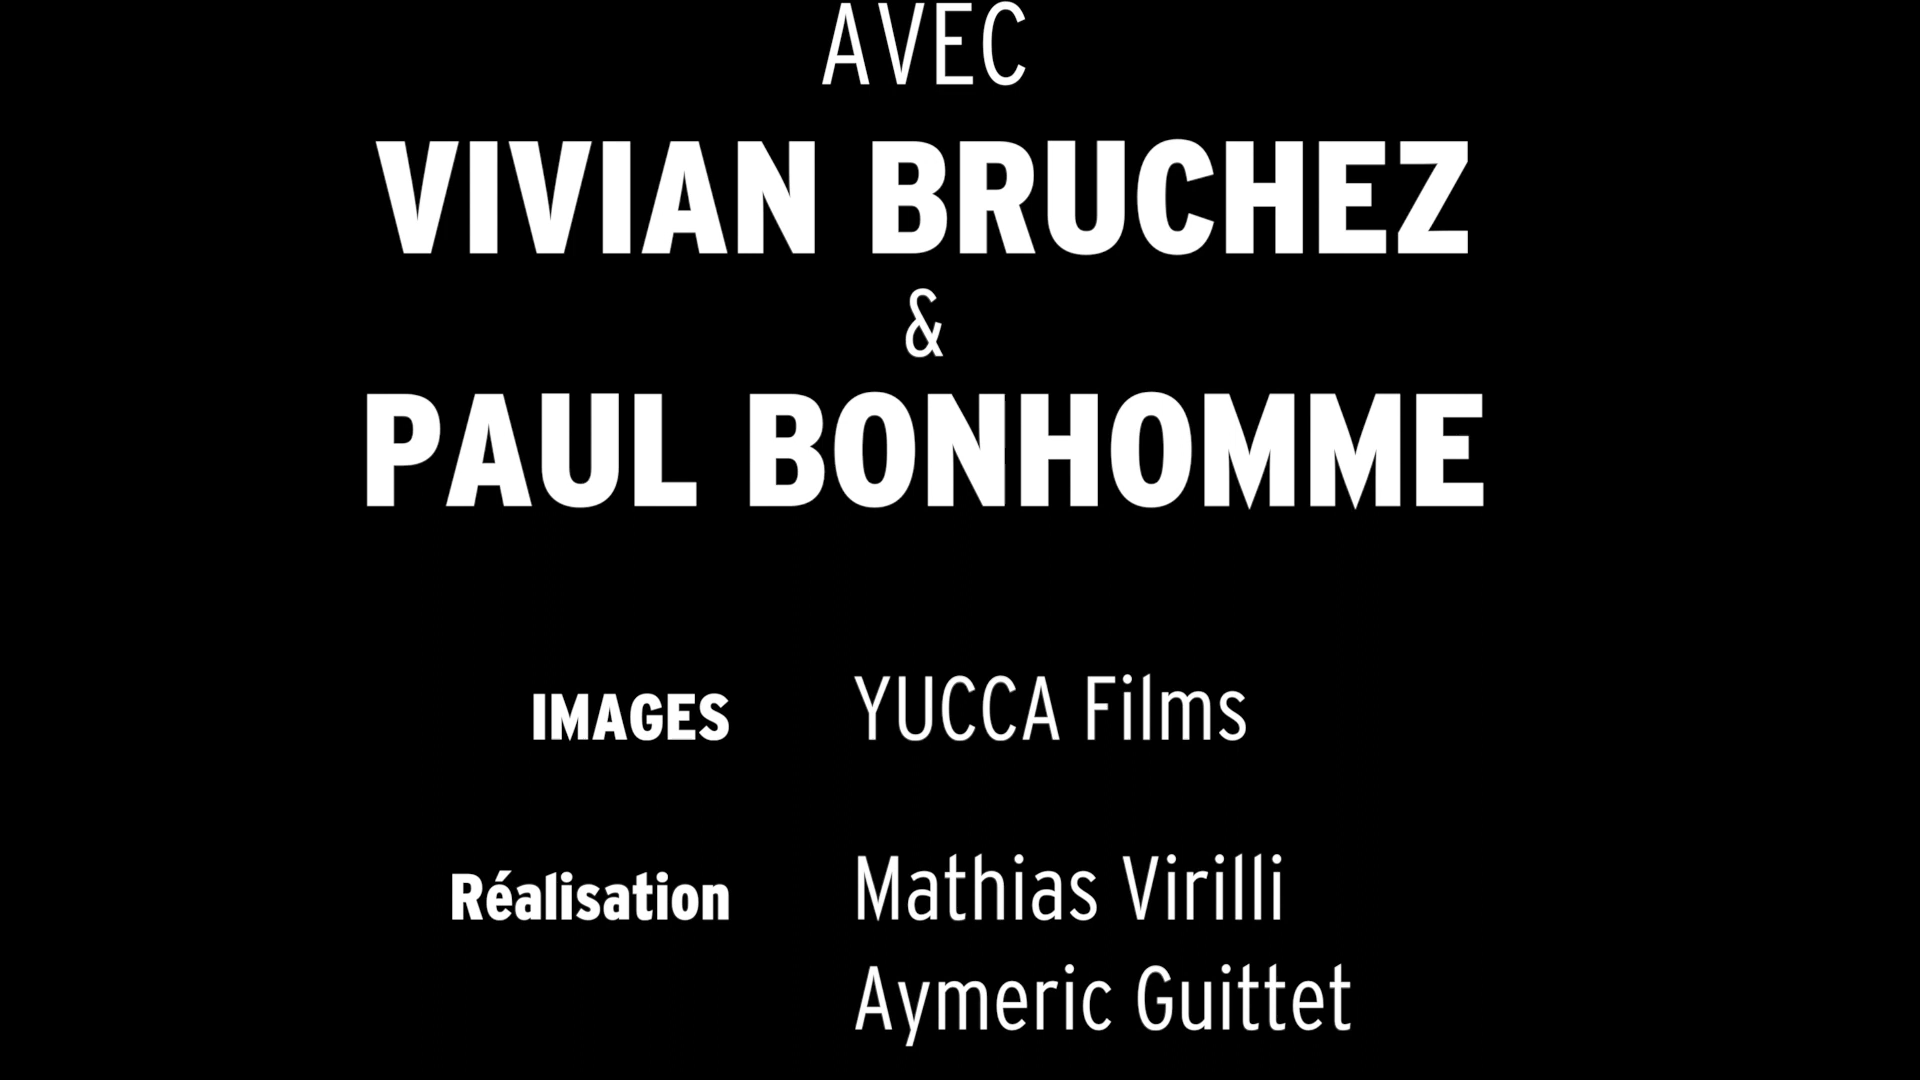 AVEC
VIVIAN BRUCHEZ
&
PAUL BONHOMME
IMAGES YUCCA Films
Réalisation Mathias Virilli
Aymeric Guittet